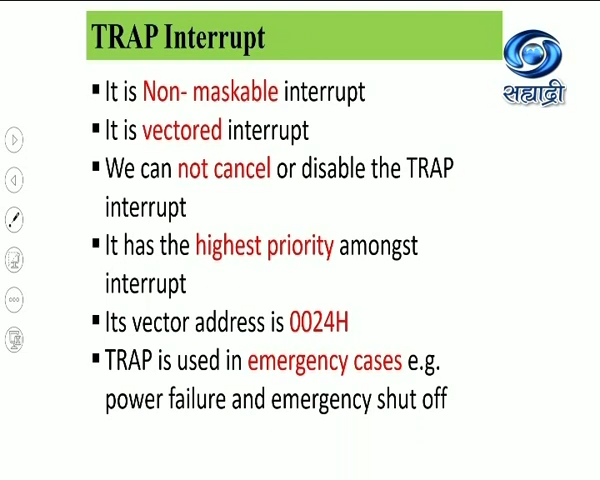 TRAP Interrupt
सह्याद्री
▪ It is Non- maskable interrupt
▪ It is vectored interrupt
▪ We can not cancel or disable the TRAP
interrupt
▪ It has the highest priority amongst
interrupt
▪ Its vector address is 0024H
▪ TRAP is used in emergency cases e.g.
power failure and emergency shut off